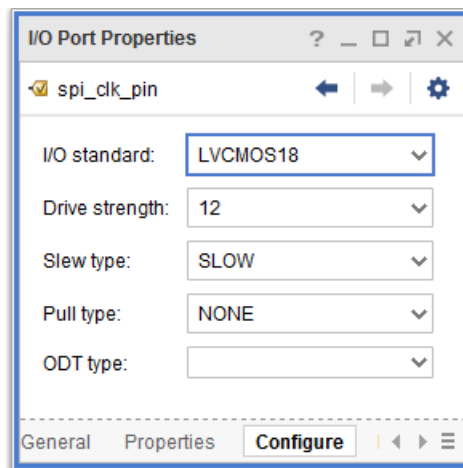 I/O Port Properties
spi_clk_pin
I/O standard: LVCMOS18
Drive strength: 12
Slew type: SLOW
Pull type: NONE
ODT type:
General Properties Configure